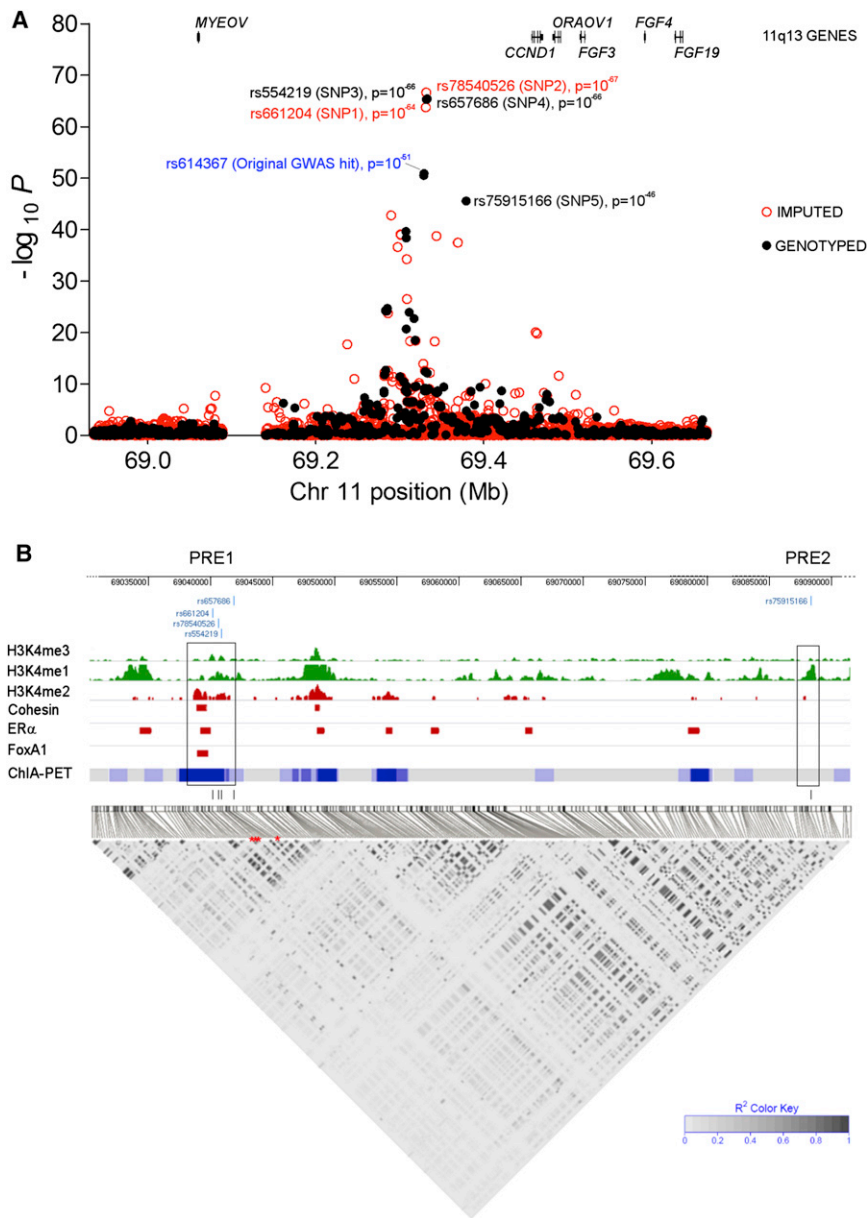 A
MYEOV
ORAOV1
FGF4
11q13 GENES
CCND1
FGF3
FGF19
80
70
60
50
40
30
20
10
0
- log10 P
rs554219 (SNP3), p=10-66
rs78540526 (SNP2), p=10-67
rs661204 (SNP1), p=10-64
rs657686 (SNP4), p=10-66
rs614367 (Original GWAS hit), p=10-51
rs75915166 (SNP5), p=10-46
IMPUTED
GENOTYPED
69.0
69.2
69.4
69.6
Chr 11 position (Mb)
B
PRE1
PRE2
69035000 69040000 69045000 69050000 69055000 69060000 69065000 69070000 69075000 69080000 69085000 69090000
rs657686
rs75915166
rs661204
rs78540526
rs554219
H3K4me3
H3K4me1
H3K4me2
Cohesin
ERα
FoxA1
ChIA-PET
R2 Color Key
0 0.2 0.4 0.6 0.8 1